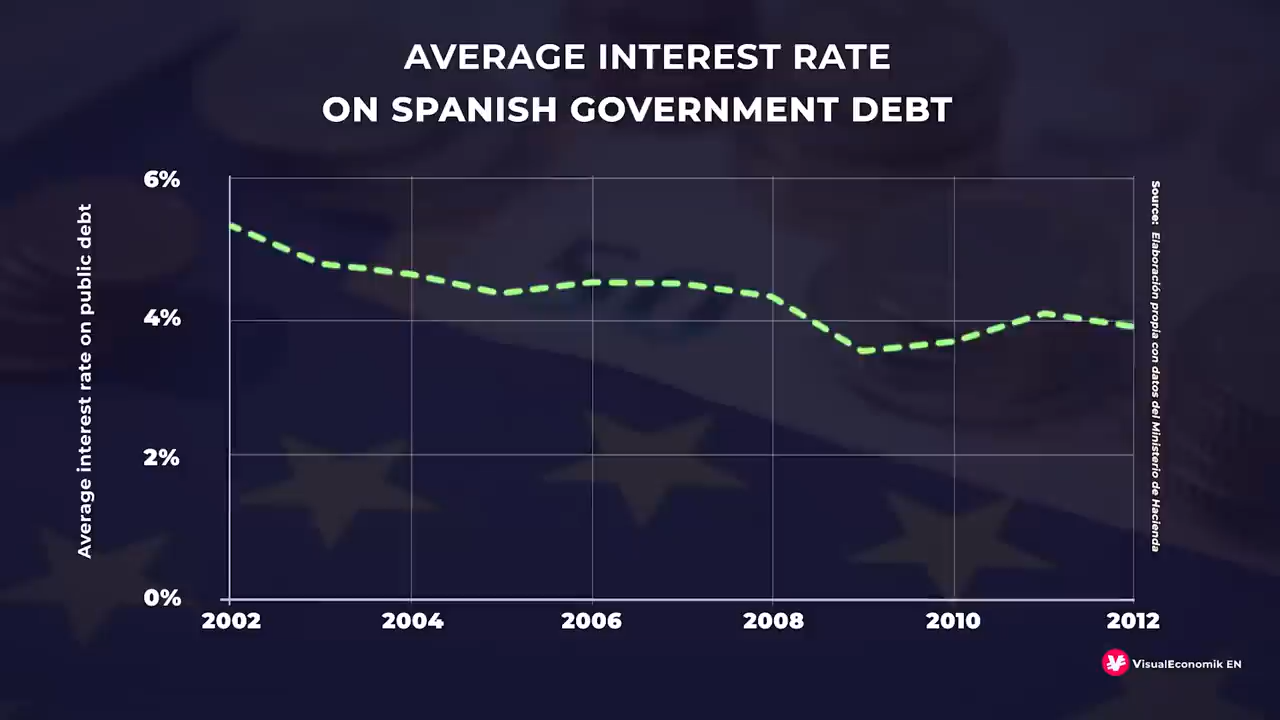 AVERAGE INTEREST RATE
ON SPANISH GOVERNMENT DEBT
Average interest rate on public debt
6%
4%
2%
0%
2002 2004 2006 2008 2010 2012
Source: Elaboración propia con datos del Ministerio de Hacienda
VisualEconomik EN